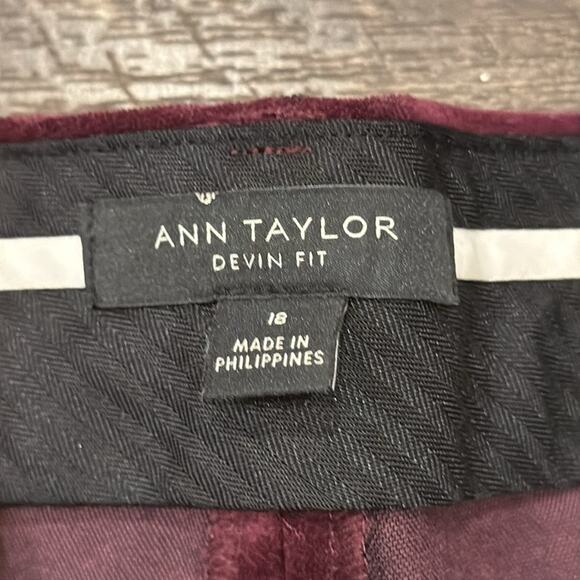 ANN TAYLOR
DEVIN FIT
18
MADE IN
PHILIPPINES